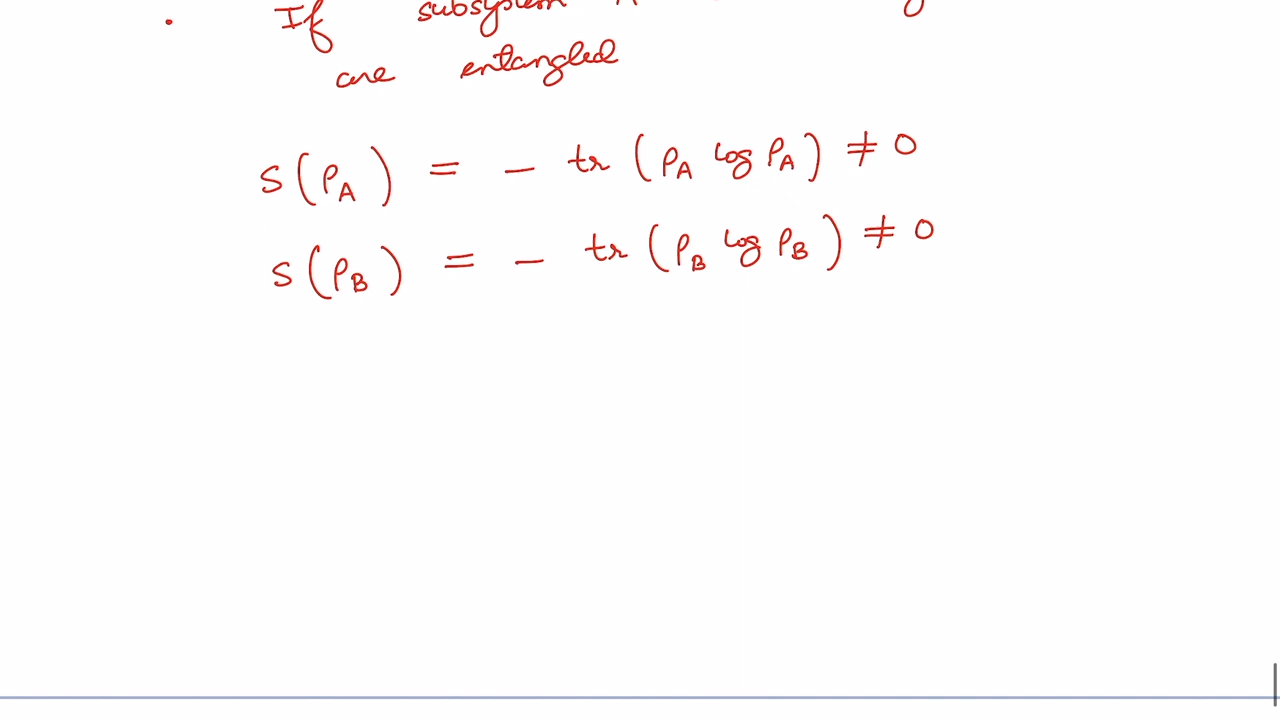 . If subsystem
are entangled
S(ρ_A) = - tr (ρ_A log ρ_A) ≠ 0
S(ρ_B) = - tr (ρ_B log ρ_B) ≠ 0